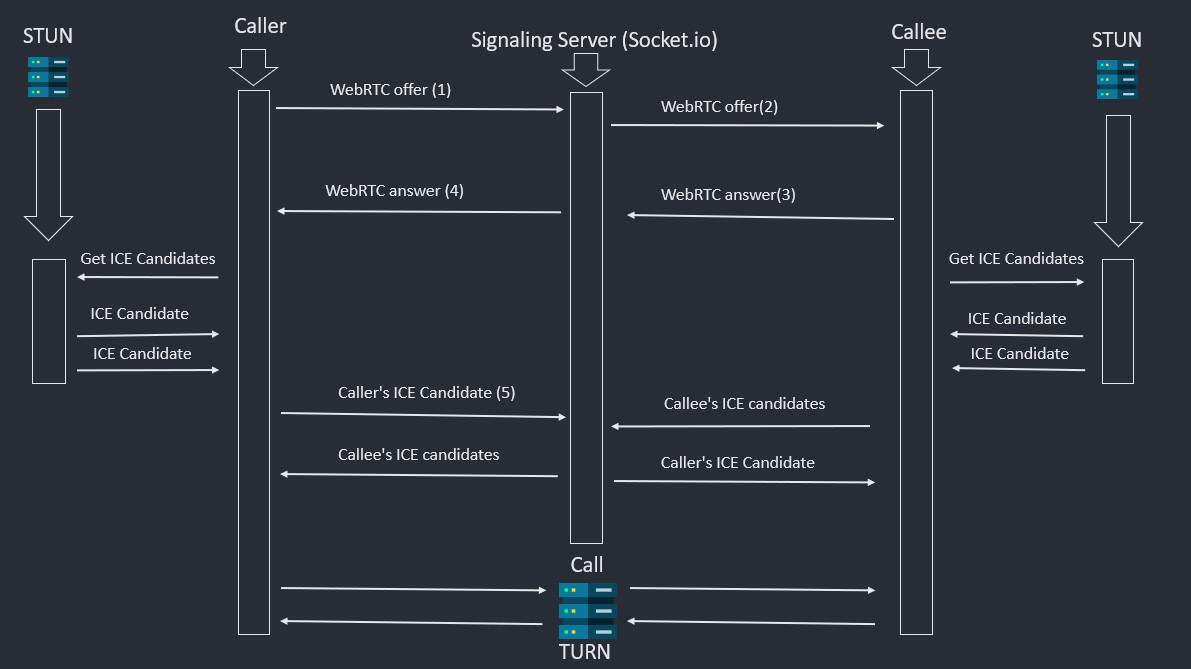 STUN
Caller
Signaling Server (Socket.io)
Callee
STUN
WebRTC offer (1)
WebRTC offer(2)
WebRTC answer (4)
WebRTC answer(3)
Get ICE Candidates
Get ICE Candidates
ICE Candidate
ICE Candidate
ICE Candidate
ICE Candidate
Caller's ICE Candidate (5)
Callee's ICE candidates
Callee's ICE candidates
Caller's ICE Candidate
Call
TURN